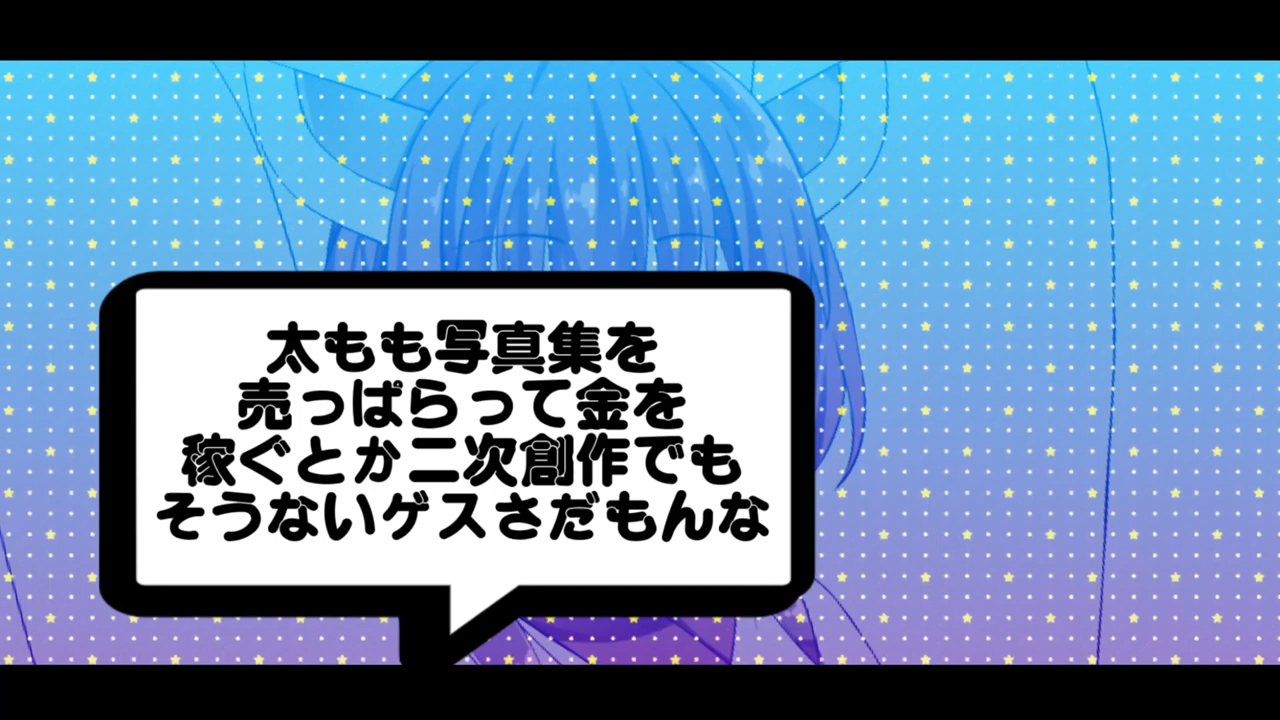 太もも写真集を
売っぱらって金を
稼ぐとか二次創作でも
そうないゲスさだもんな